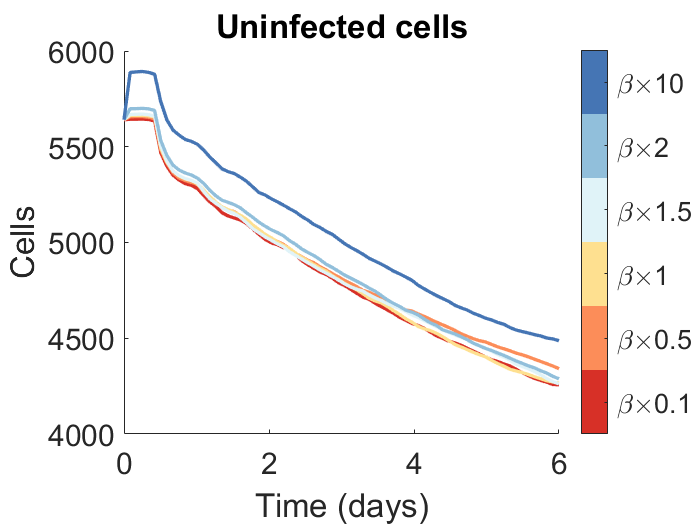 Uninfected cells
6000
5500
5000
4500
4000
Cells
0
2
4
6
Time (days)
β×10
β×2
β×1.5
β×1
β×0.5
β×0.1